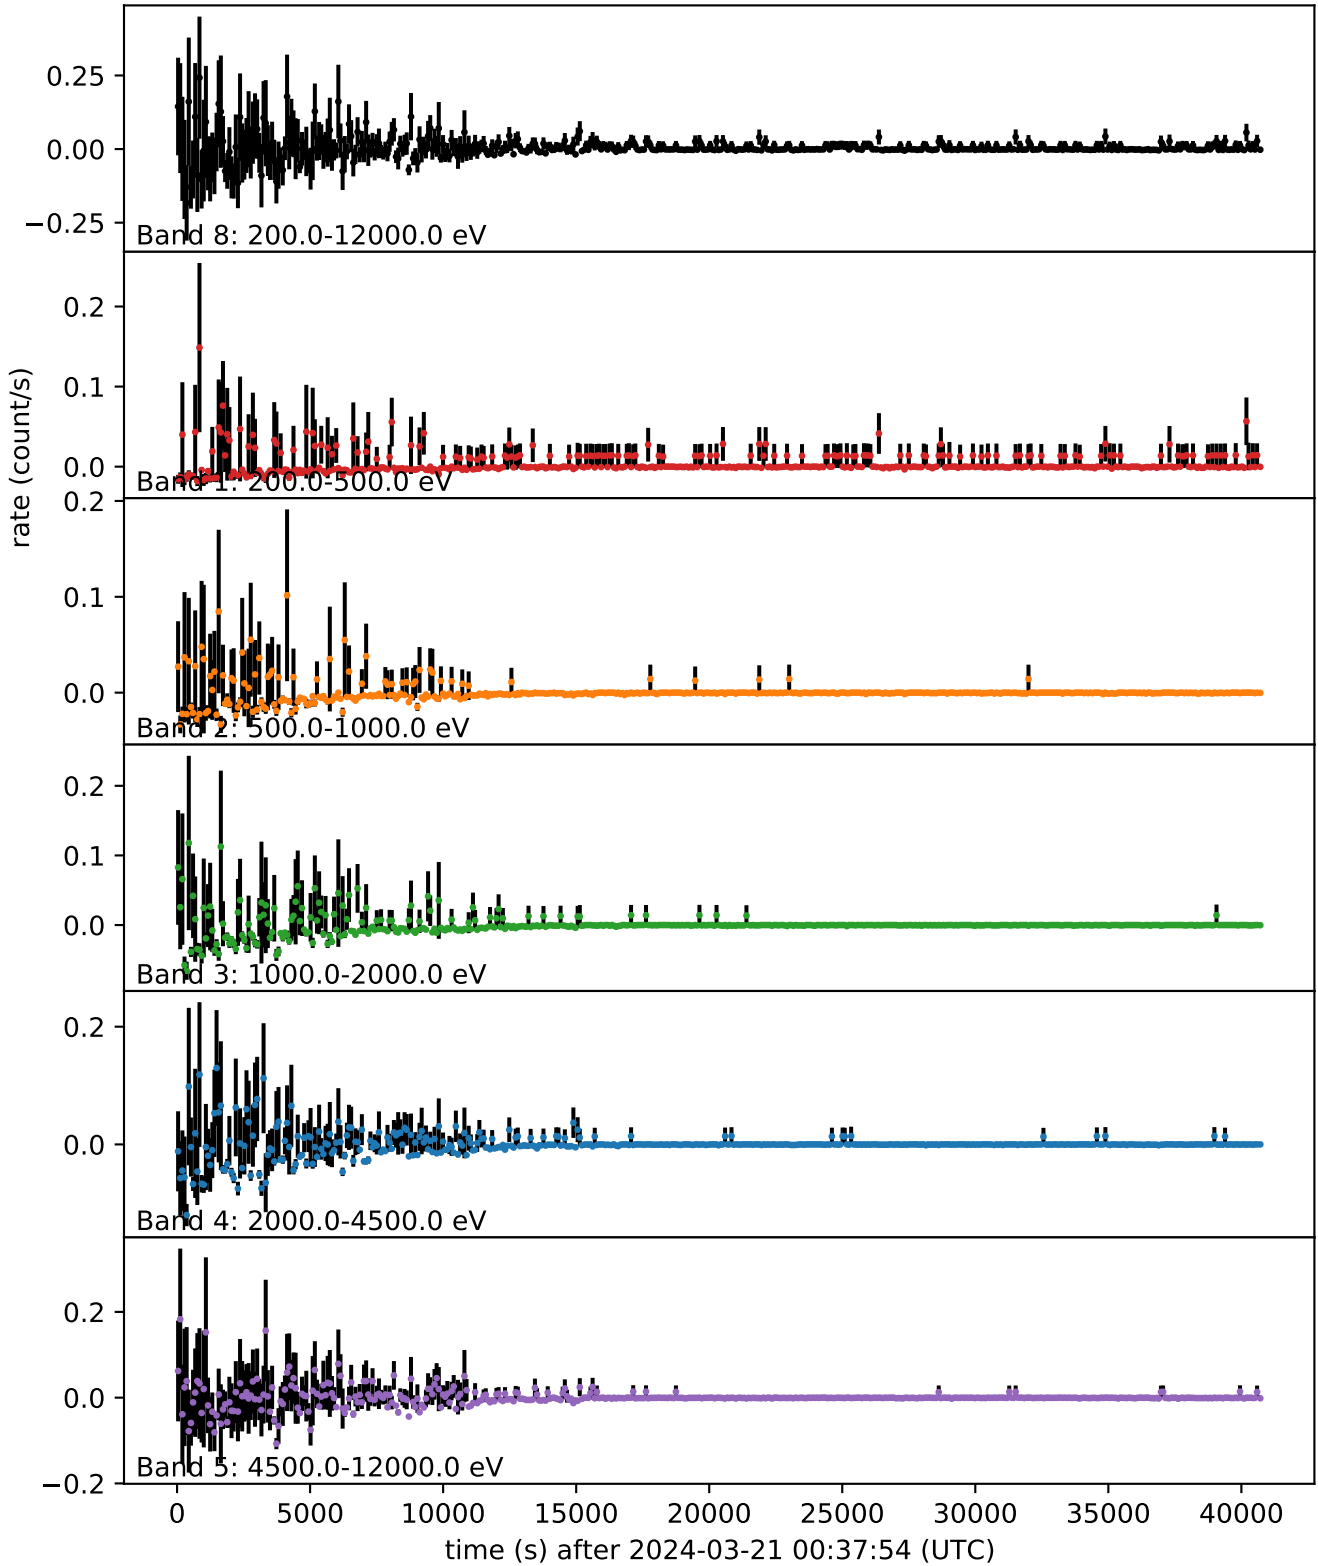 0.25
0.00
−0.25
Band 8: 200.0-12000.0 eV
0.2
0.1
0.0
Band 1: 200.0-500.0 eV
rate (count/s)
0.2
0.1
0.0
Band 2: 500.0-1000.0 eV
0.2
0.1
0.0
Band 3: 1000.0-2000.0 eV
0.2
0.0
Band 4: 2000.0-4500.0 eV
0.2
0.0
−0.2
Band 5: 4500.0-12000.0 eV
0 5000 10000 15000 20000 25000 30000 35000 40000
time (s) after 2024-03-21 00:37:54 (UTC)